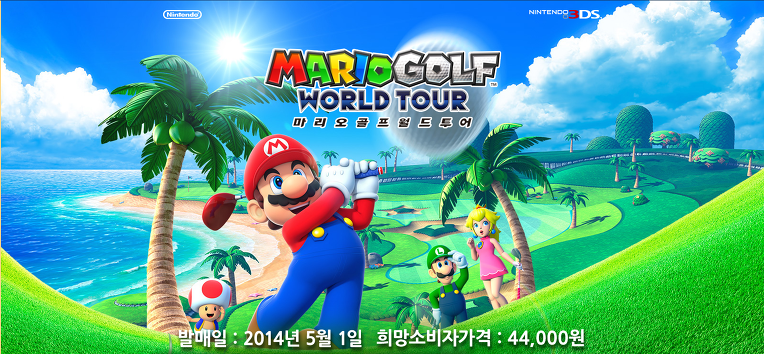 Nintendo
NINTENDO 3DS
MARIO GOLF
WORLD TOUR
마리오골프 월드 투어
발매일 : 2014년 5월 1일 희망소비자가격 : 44,000원